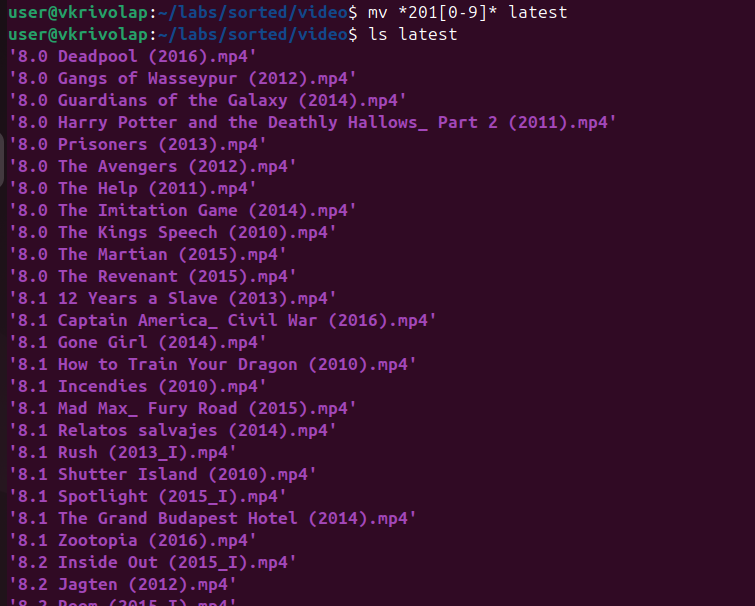 user@vkrivolap:~/labs/sorted/video$ mv *201[0-9]* latest
user@vkrivolap:~/labs/sorted/video$ ls latest
'8.0 Deadpool (2016).mp4'
'8.0 Gangs of Wasseypur (2012).mp4'
'8.0 Guardians of the Galaxy (2014).mp4'
'8.0 Harry Potter and the Deathly Hallows_ Part 2 (2011).mp4'
'8.0 Prisoners (2013).mp4'
'8.0 The Avengers (2012).mp4'
'8.0 The Help (2011).mp4'
'8.0 The Imitation Game (2014).mp4'
'8.0 The Kings Speech (2010).mp4'
'8.0 The Martian (2015).mp4'
'8.0 The Revenant (2015).mp4'
'8.1 12 Years a Slave (2013).mp4'
'8.1 Captain America_ Civil War (2016).mp4'
'8.1 Gone Girl (2014).mp4'
'8.1 How to Train Your Dragon (2010).mp4'
'8.1 Incendies (2010).mp4'
'8.1 Mad Max_ Fury Road (2015).mp4'
'8.1 Relatos salvajes (2014).mp4'
'8.1 Rush (2013_I).mp4'
'8.1 Shutter Island (2010).mp4'
'8.1 Spotlight (2015_I).mp4'
'8.1 The Grand Budapest Hotel (2014).mp4'
'8.1 Zootopia (2016).mp4'
'8.2 Inside Out (2015_I).mp4'
'8.2 Jagten (2012).mp4'
'8.2 Room (2015_I).mp4'